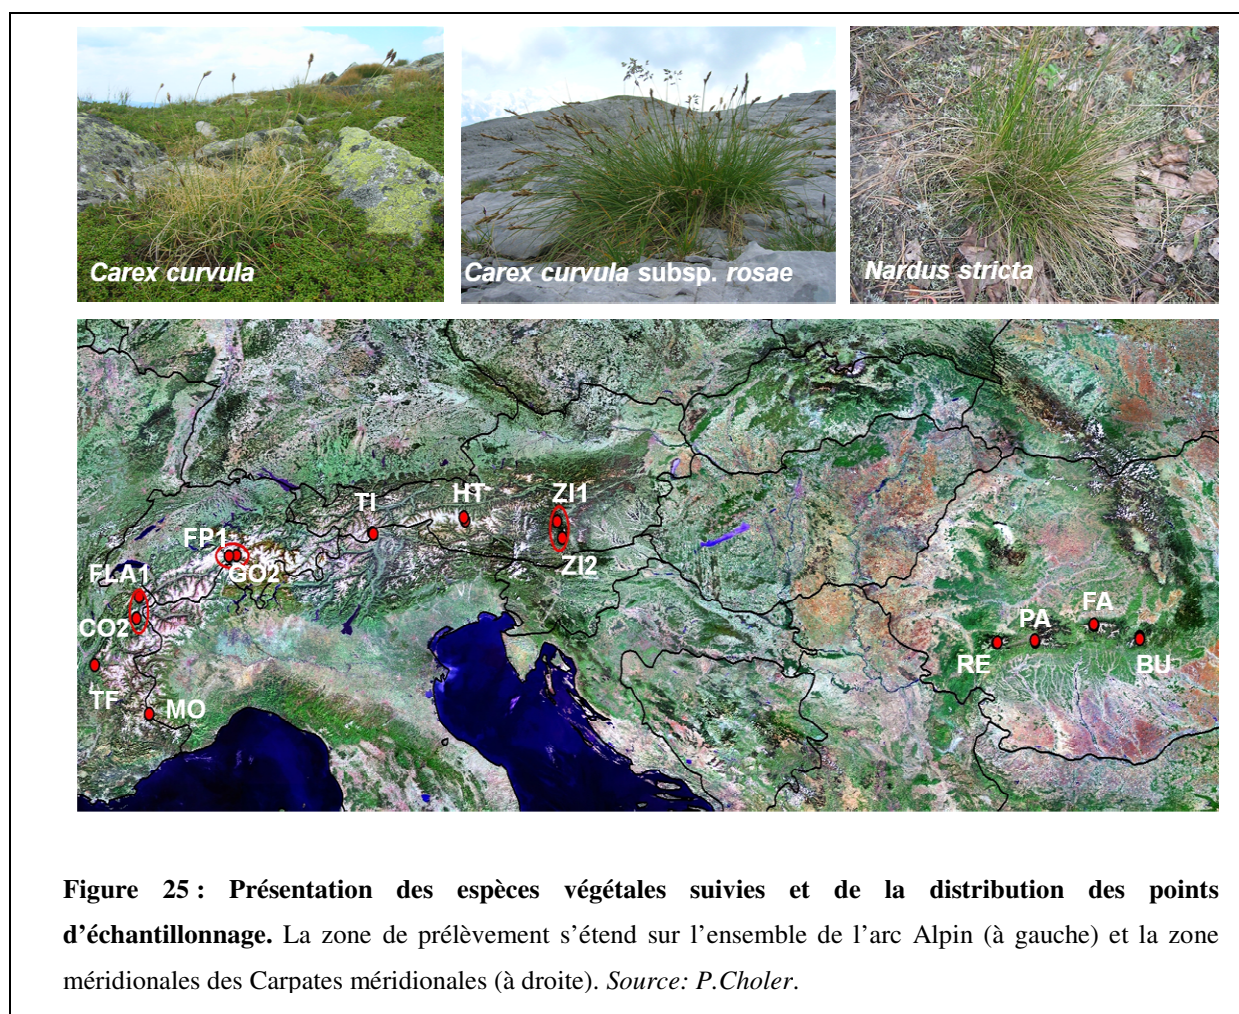 Carex curvula
Carex curvula subsp. rosae
Nardus stricta
TI
HT
ZI1
FP1
GO2
ZI2
FLA1
CO2
TF
MO
RE
PA
FA
BU
Figure 25 : Présentation des espèces végétales suivies et de la distribution des points
d’échantillonnage. La zone de prélèvement s’étend sur l’ensemble de l’arc Alpin (à gauche) et la zone
méridionales des Carpates méridionales (à droite). Source: P.Choler.